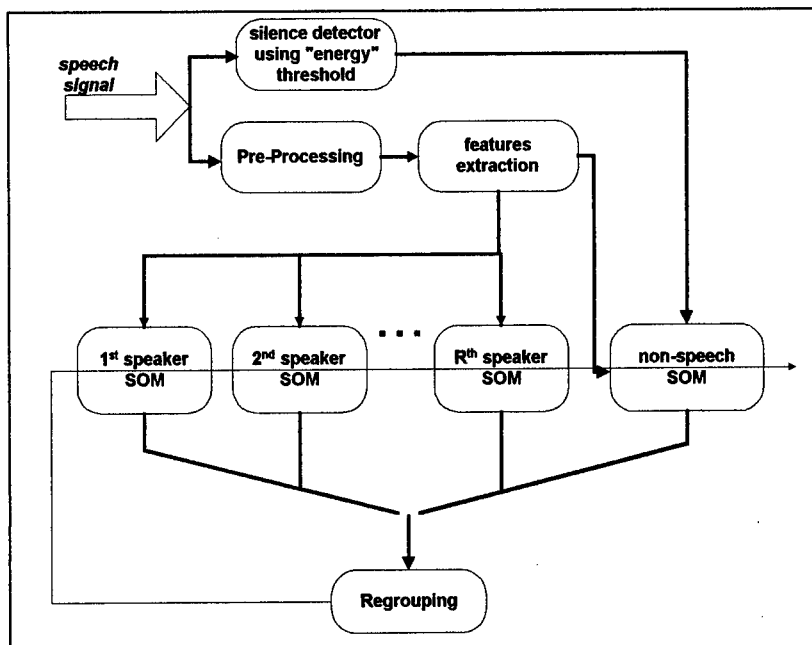 silence detector
using "energy"
threshold
speech
signal
Pre-Processing
features
extraction
1st speaker
SOM
2nd speaker
SOM
...
Rth speaker
SOM
non-speech
SOM
Regrouping